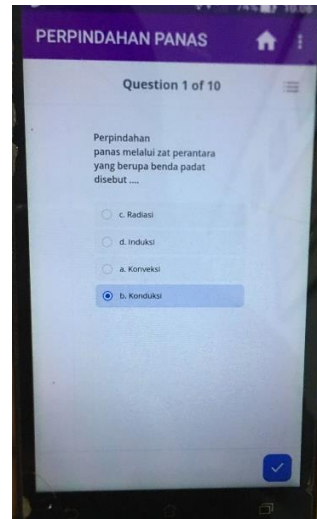 PERPINDAHAN PANAS
Question 1 of 10
Perpindahan
panas melalui zat perantara
yang berupa benda padat
disebut ....
c. Radiasi
d. Induksi
a. Konveksi
b. Konduksi